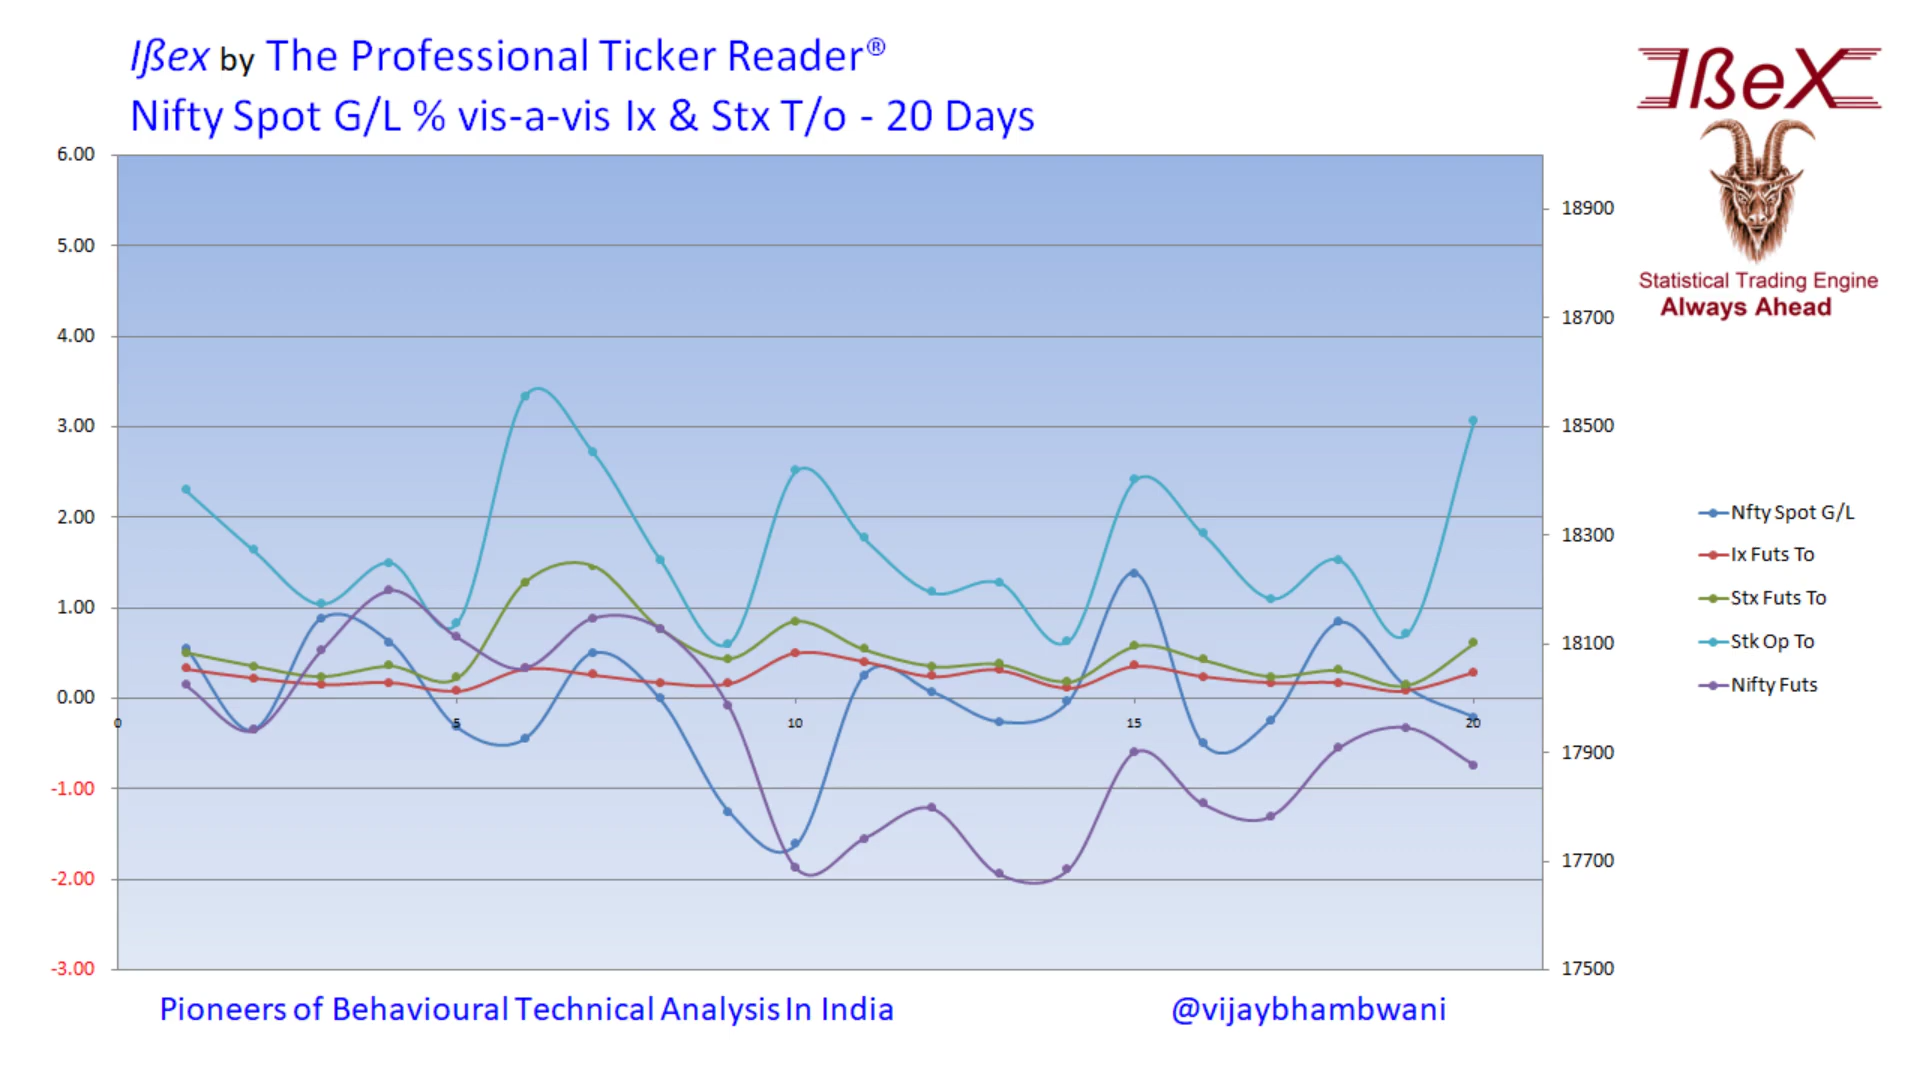 Ißex by The Professional Ticker Reader®
Nifty Spot G/L % vis-a-vis Ix & Stx T/o - 20 Days
IßeX
Statistical Trading Engine
Always Ahead
6.00
5.00
4.00
3.00
2.00
1.00
0.00
-1.00
-2.00
-3.00
0 5 10 15 20
18900
18700
18500
18300
18100
17900
17700
17500
Nfty Spot G/L
Ix Futs To
Stx Futs To
Stk Op To
Nifty Futs
Pioneers of Behavioural Technical Analysis In India @vijaybhambwani